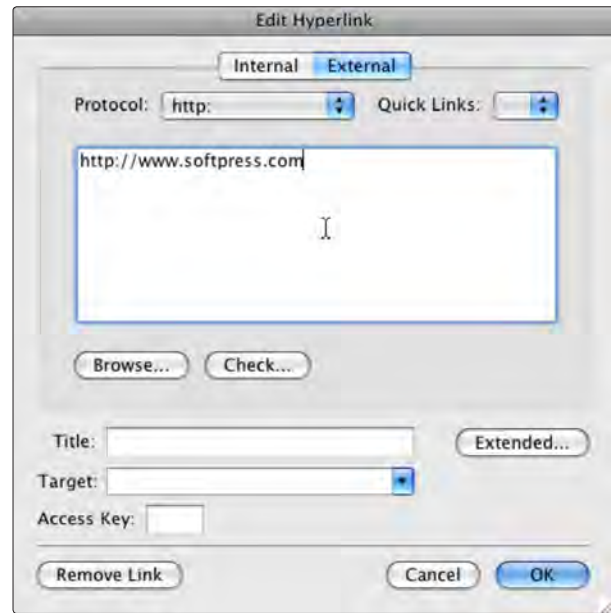 Edit Hyperlink
Internal External
Protocol: http: Quick Links:
http://www.softpress.com
Browse... Check...
Title: Extended...
Target:
Access Key:
Remove Link Cancel OK